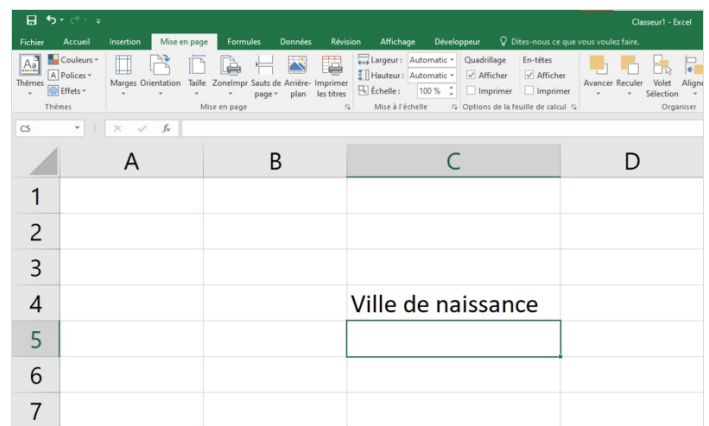 Classeur1 - Excel
Fichier Accueil Insertion Mise en page Formules Données Révision Affichage Développeur Dites-nous ce que vous voulez faire.
Couleurs Largeur : Automatic Quadrillage En-têtes
Aa A Polices Hauteur : Automatic Afficher Afficher
Thèmes Effets Marges Orientation Taille ZoneImpr Sauts de page Arrière-plan Imprimer les titres Échelle : 100 % Imprimer Imprimer Avancer Reculer Volet Sélection Aligne
Thèmes Mise en page Mise à l'échelle Options de la feuille de calcul Organiser
C5 fx
A B C D
1
2
3
4 Ville de naissance
5
6
7